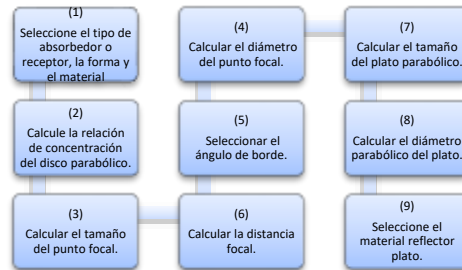 (1)
Seleccione el tipo de
absorbedor o
receptor, la forma y
el material
(2)
Calcule la relación
de concentración
del disco parabólico.
(3)
Calcular el tamaño
del punto focal.
(4)
Calcular el diámetro
del punto focal.
(5)
Seleccionar el
ángulo de borde.
(6)
Calcular la distancia
focal.
(7)
Calcular el tamaño
del plato parabólico.
(8)
Calcular el diámetro
parabólico del plato.
(9)
Seleccione el
material reflector
plato.